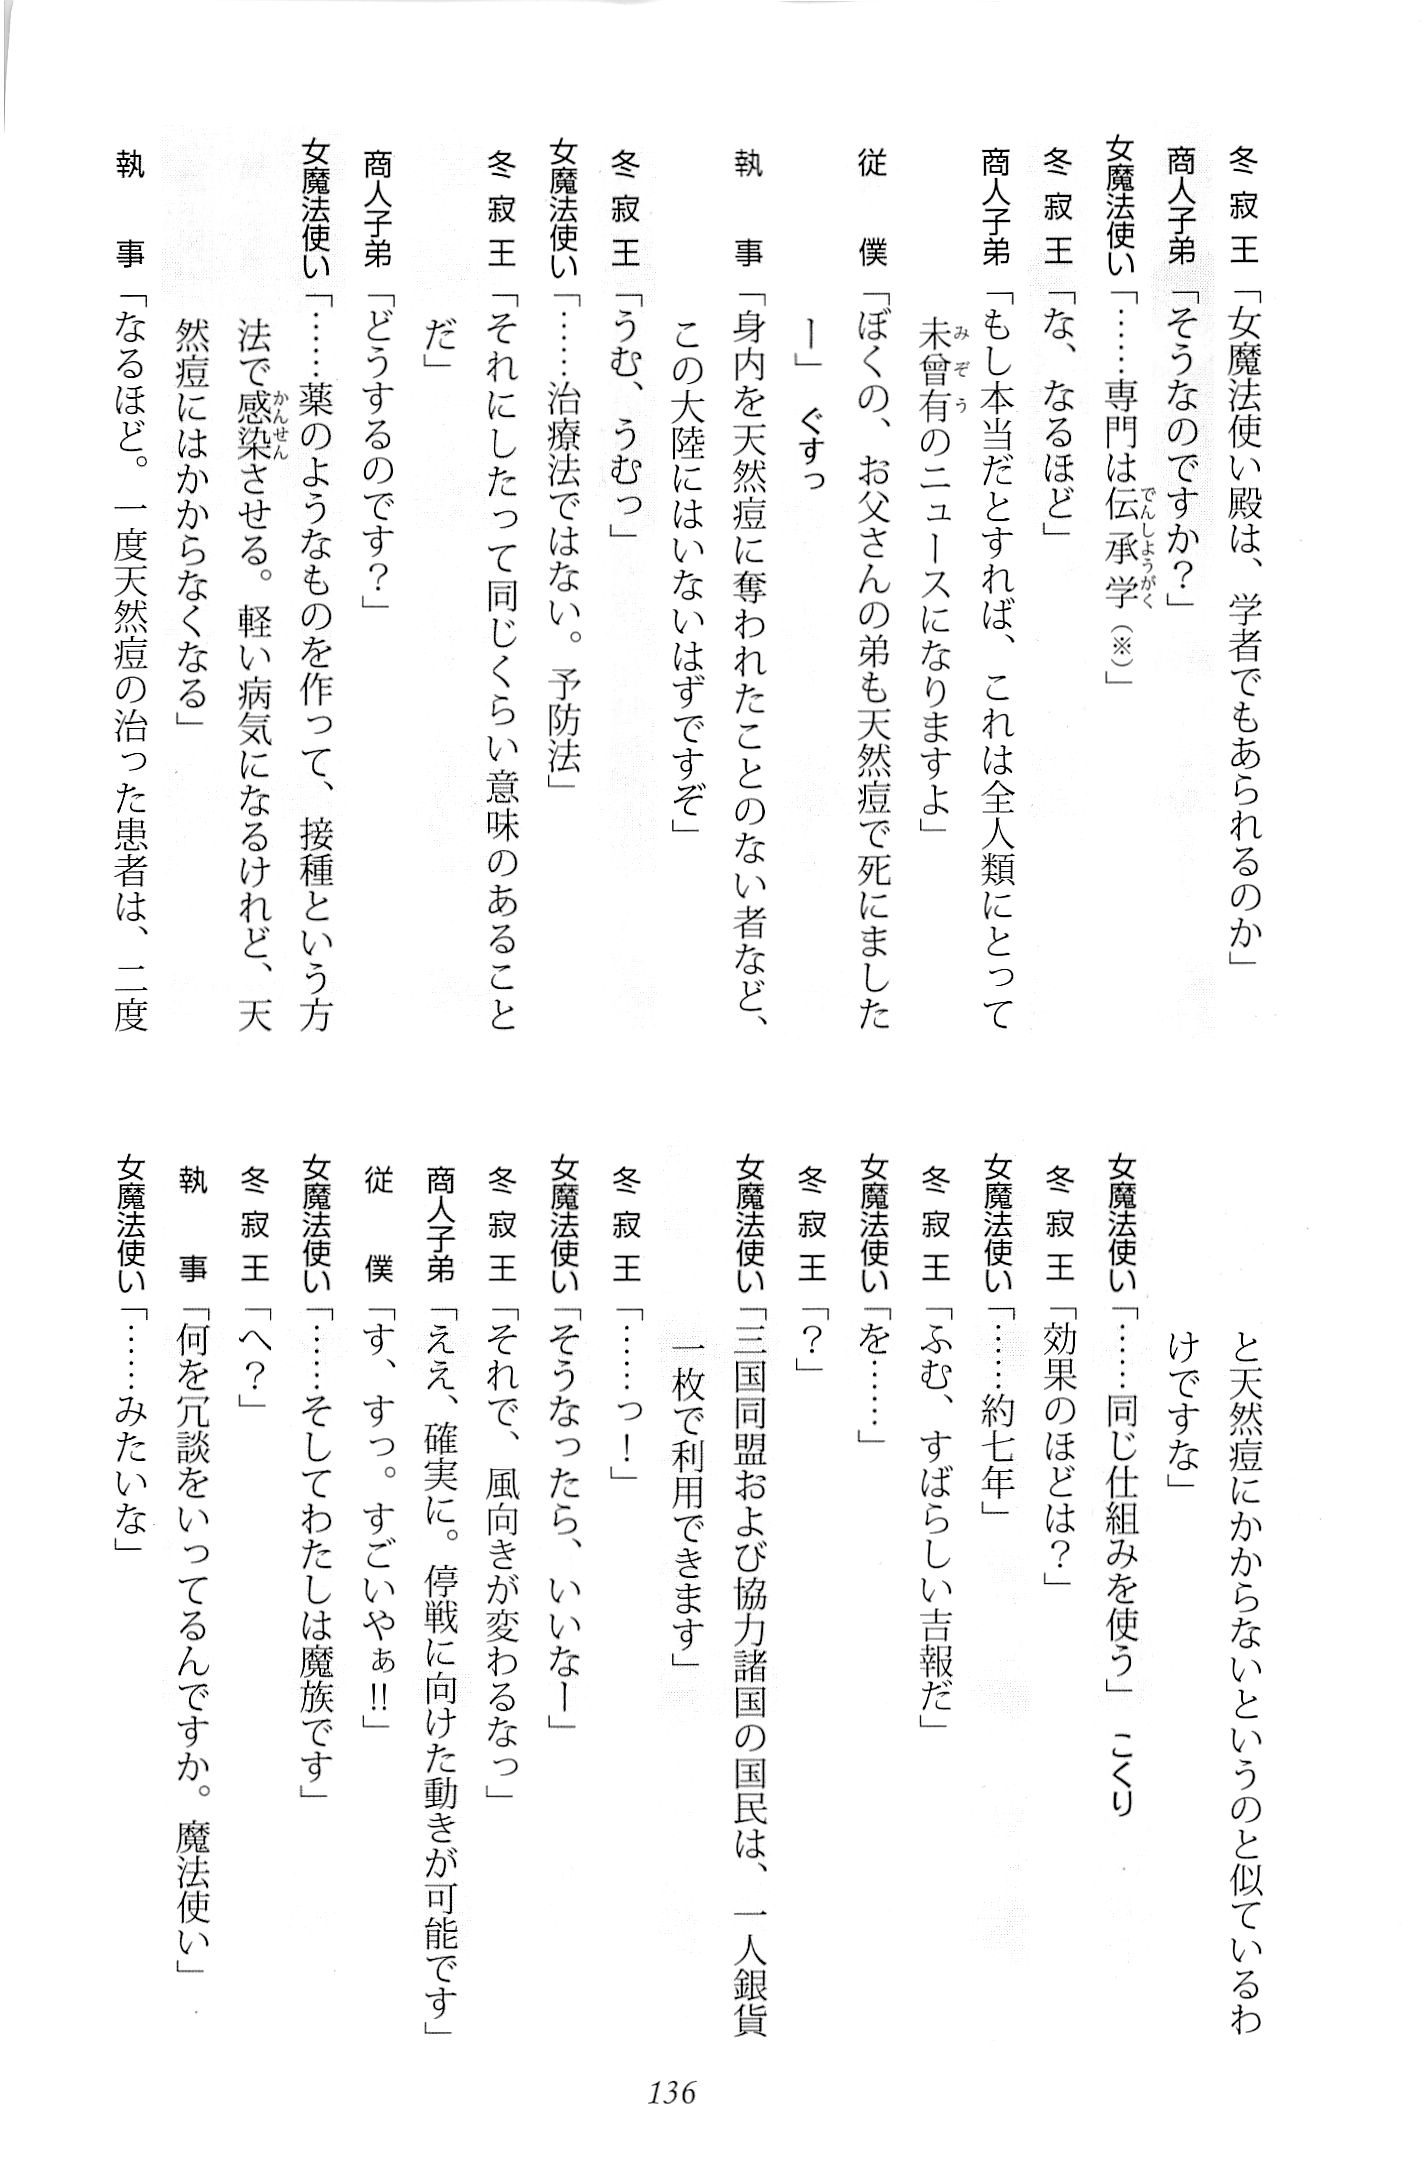 冬寂王「女魔法使い殿は、学者でもあられるのか」
商人子弟「そうなのですか？」
女魔法使い「……専門は伝承学（※）」
冬寂王「な、なるほど」
商人子弟「もし本当だとすれば、これは全人類にとって
未曾有のニュースになりますよ」
従僕「ぼくの、お父さんの弟も天然痘で死にました
ー」　ぐすっ
執事「身内を天然痘に奪われたことのない者など、
この大陸にはいないはずですぞ」
冬寂王「うむ、うむっ」
女魔法使い「……治療法ではない。予防法」
冬寂王「それにしたって同じくらい意味のあること
だ」
商人子弟「どうするのです？」
女魔法使い「……薬のようなものを作って、接種という方
法で感染させる。軽い病気になるけれど、天
然痘にはかからなくなる」
執事「なるほど。一度天然痘の治った患者は、二度
と天然痘にかからないというのと似ているわ
けですな」
女魔法使い「……同じ仕組みを使う」　こくり
冬寂王「効果のほどは？」
女魔法使い「……約七年」
冬寂王「ふむ、すばらしい吉報だ」
女魔法使い「を……」
冬寂王「？」
女魔法使い「三国同盟および協力諸国の国民は、一人銀貨
一枚で利用できます」
冬寂王「……っ！」
女魔法使い「そうなったら、いいなー」
冬寂王「それで、風向きが変わるなっ」
商人子弟「ええ、確実に。停戦に向けた動きが可能です」
従僕「す、すっ。すごいやぁ!!」
女魔法使い「……そしてわたしは魔族です」
冬寂王「へ？」
執事「何を冗談をいってるんですか。魔法使い」
女魔法使い「……みたいな」
136